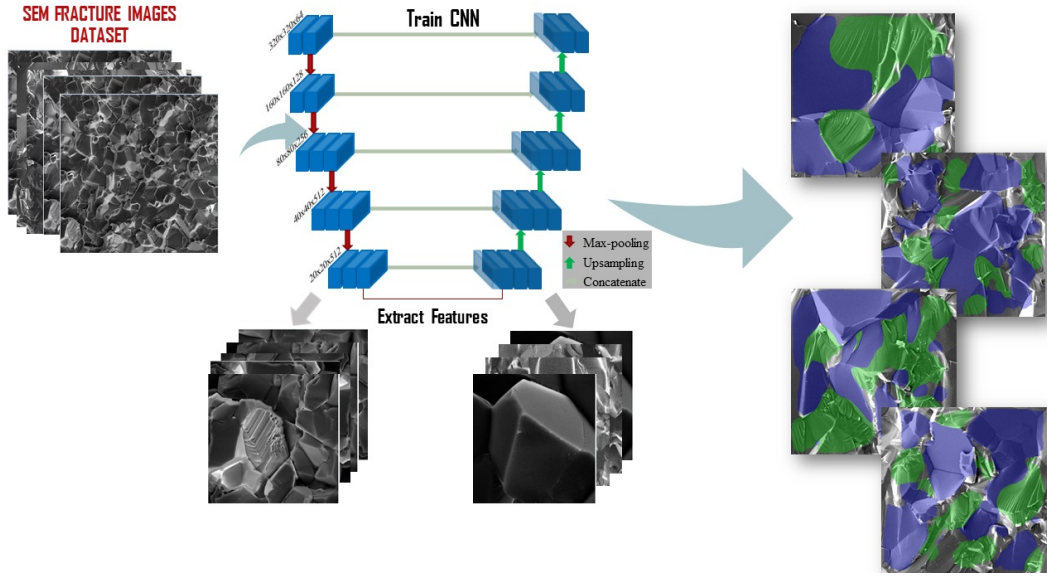 SEM FRACTURE IMAGES
DATASET
Train CNN
320x320x64
160x160x128
80x80x256
40x40x512
20x20x512
Max-pooling
Upsampling
Concatenate
Extract Features